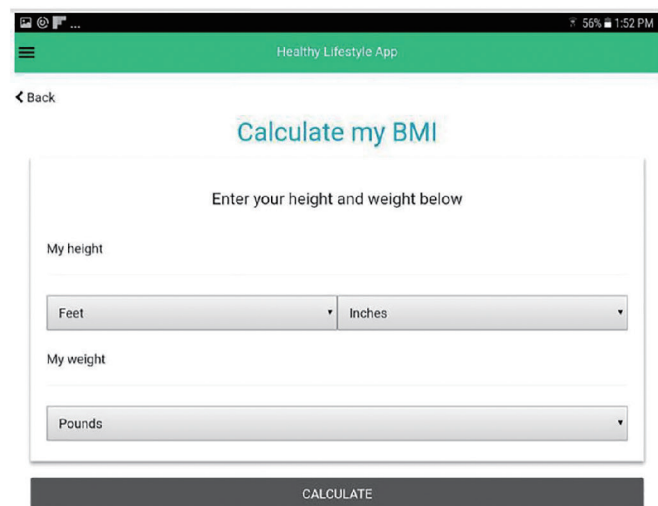 ... 56% 1:52 PM
Healthy Lifestyle App
Back
Calculate my BMI
Enter your height and weight below
My height
Feet Inches
My weight
Pounds
CALCULATE